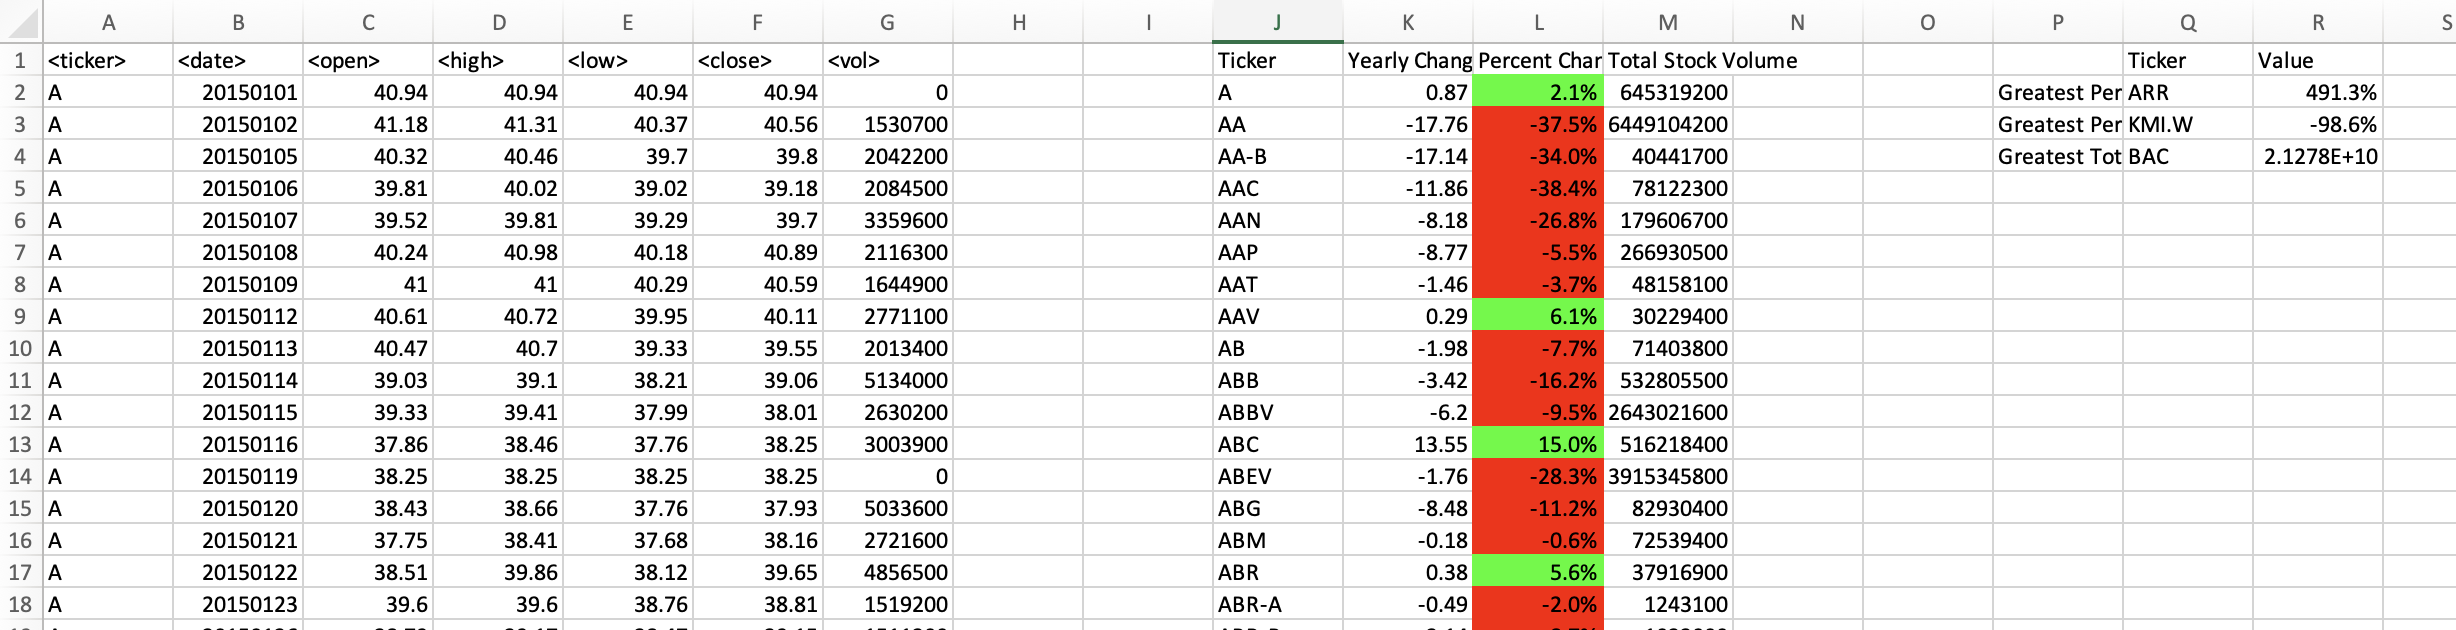 A B C D E F G H I J K L M N O P Q R S
1 <ticker> <date> <open> <high> <low> <close> <vol> Ticker Yearly Chang Percent Char Total Stock Volume Ticker Value
2 A 20150101 40.94 40.94 40.94 40.94 0 A 0.87 2.1% 645319200 Greatest Per ARR 491.3%
3 A 20150102 41.18 41.31 40.37 40.56 1530700 AA -17.76 -37.5% 6449104200 Greatest Per KMI.W -98.6%
4 A 20150105 40.32 40.46 39.7 39.8 2042200 AA-B -17.14 -34.0% 40441700 Greatest Tot BAC 2.1278E+10
5 A 20150106 39.81 40.02 39.02 39.18 2084500 AAC -11.86 -38.4% 78122300
6 A 20150107 39.52 39.81 39.29 39.7 3359600 AAN -8.18 -26.8% 179606700
7 A 20150108 40.24 40.98 40.18 40.89 2116300 AAP -8.77 -5.5% 266930500
8 A 20150109 41 41 40.29 40.59 1644900 AAT -1.46 -3.7% 48158100
9 A 20150112 40.61 40.72 39.95 40.11 2771100 AAV 0.29 6.1% 30229400
10 A 20150113 40.47 40.7 39.33 39.55 2013400 AB -1.98 -7.7% 71403800
11 A 20150114 39.03 39.1 38.21 39.06 5134000 ABB -3.42 -16.2% 532805500
12 A 20150115 39.33 39.41 37.99 38.01 2630200 ABBV -6.2 -9.5% 2643021600
13 A 20150116 37.86 38.46 37.76 38.25 3003900 ABC 13.55 15.0% 516218400
14 A 20150119 38.25 38.25 38.25 38.25 0 ABEV -1.76 -28.3% 3915345800
15 A 20150120 38.43 38.66 37.76 37.93 5033600 ABG -8.48 -11.2% 82930400
16 A 20150121 37.75 38.41 37.68 38.16 2721600 ABM -0.18 -0.6% 72539400
17 A 20150122 38.51 39.86 38.12 39.65 4856500 ABR 0.38 5.6% 37916900
18 A 20150123 39.6 39.6 38.76 38.81 1519200 ABR-A -0.49 -2.0% 1243100